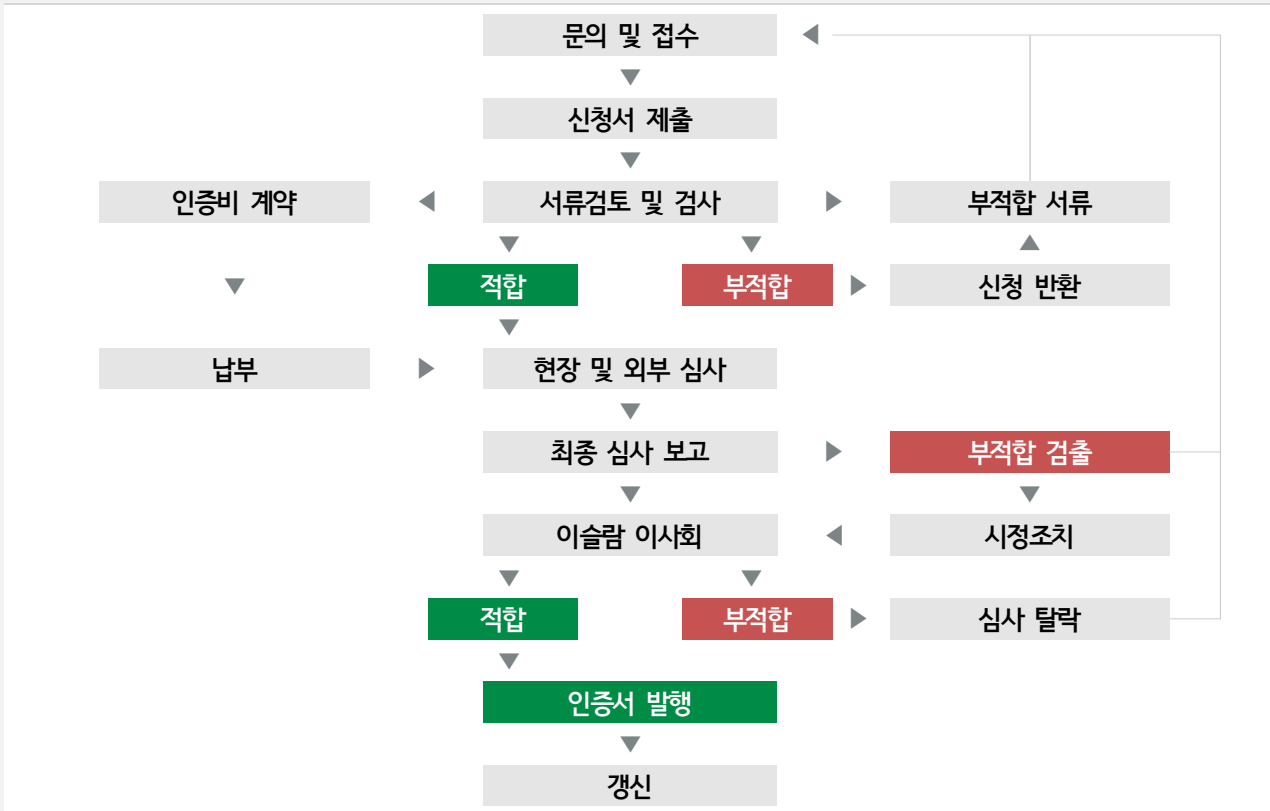 문의 및 접수
신청서 제출
인증비 계약
서류검토 및 검사
부적합 서류
적합
부적합
신청 반환
납부
현장 및 외부 심사
최종 심사 보고
부적합 검출
이슬람 이사회
시정조치
적합
부적합
심사 탈락
인증서 발행
갱신